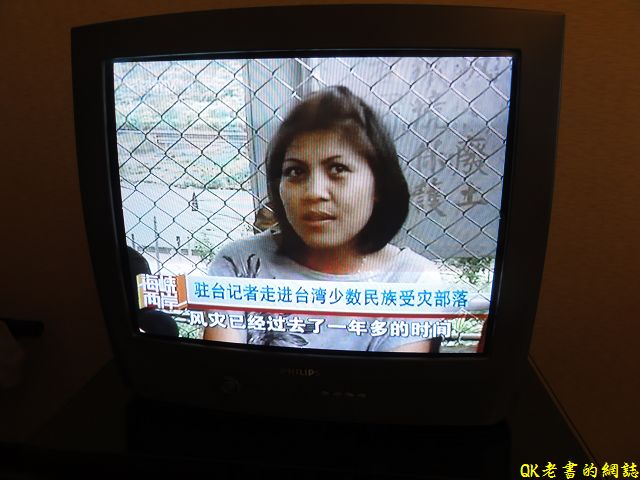 廢土
海峡
两岸
驻台记者走进台湾少数民族受灾部落
风灾已经过去了一年多的时间
PHILIPS
QK老書的網誌